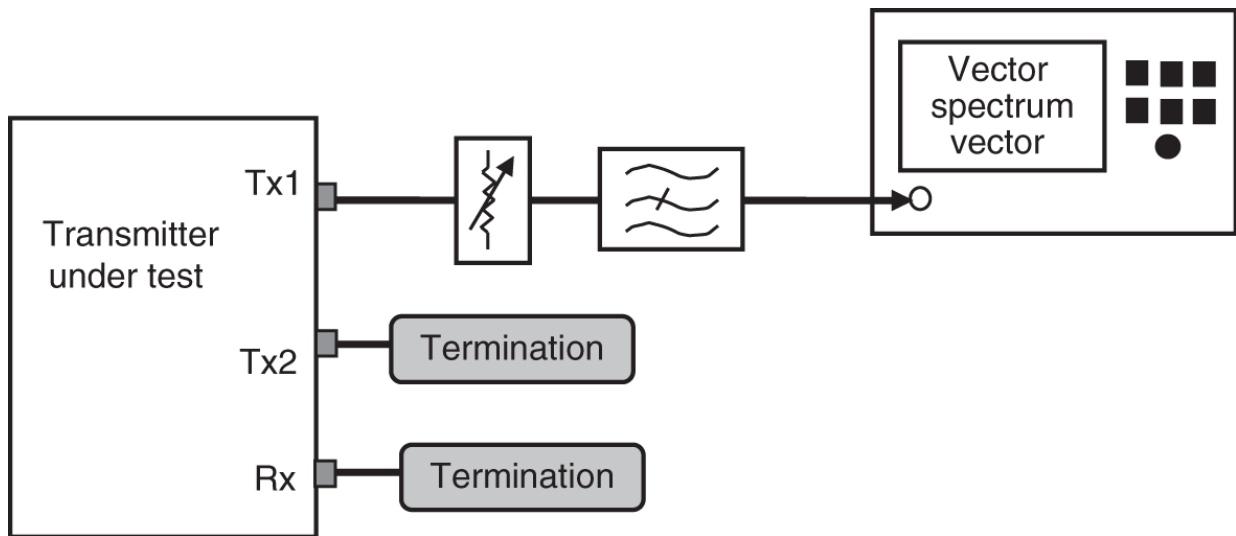 Vector
spectrum
vector
Tx1
Transmitter
under test
Termination
Tx2
Termination
Rx